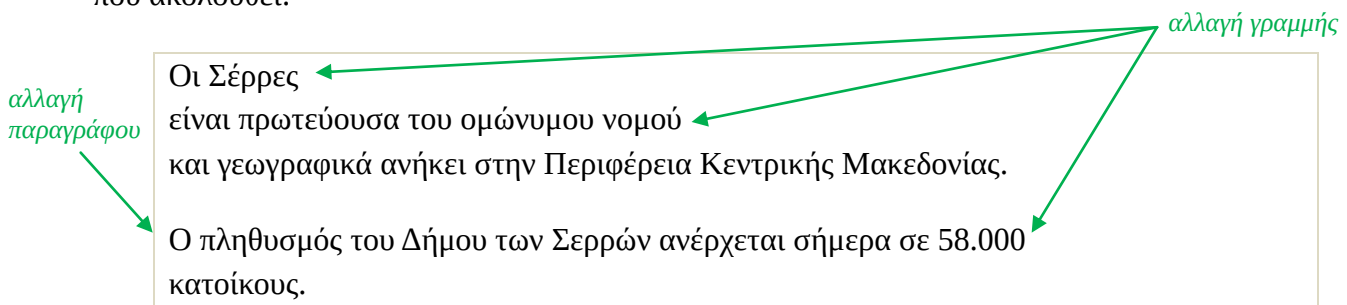 που ακολουθεί.
αλλαγή γραμμής
Οι Σέρρες
αλλαγή
παραγράφου
είναι πρωτεύουσα του ομώνυμου νομού
και γεωγραφικά ανήκει στην Περιφέρεια Κεντρικής Μακεδονίας.
Ο πληθυσμός του Δήμου των Σερρών ανέρχεται σήμερα σε 58.000
κατοίκους.